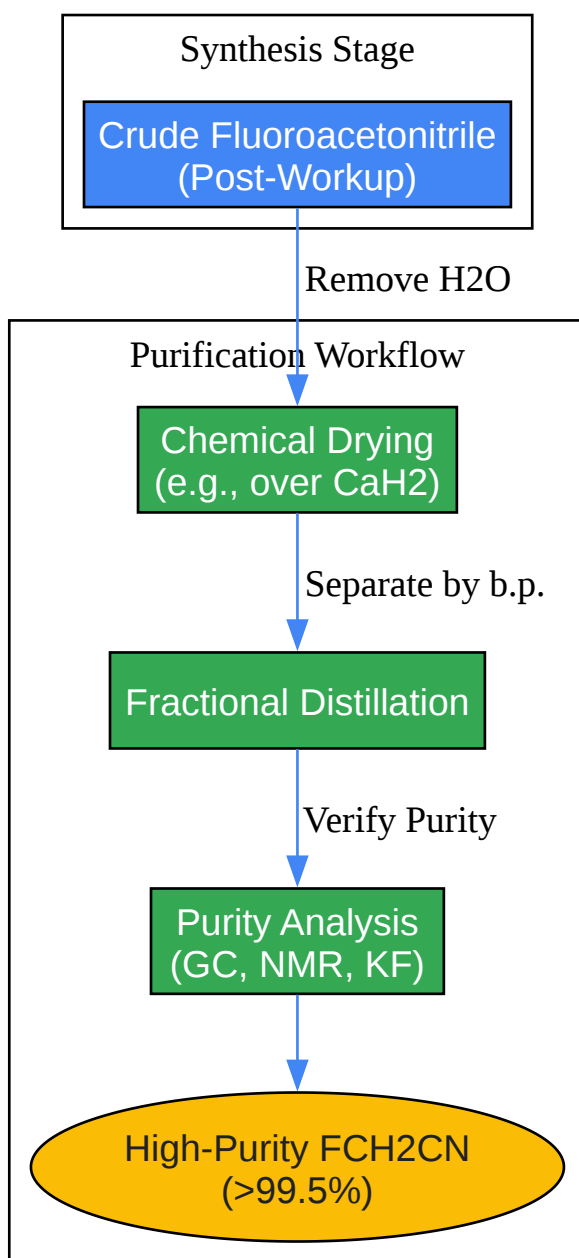 Synthesis Stage
Crude Fluoroacetonitrile
(Post-Workup)
Remove H2O
Purification Workflow
Chemical Drying
(e.g., over CaH2)
Separate by b.p.
Fractional Distillation
Verify Purity
Purity Analysis
(GC, NMR, KF)
High-Purity FCH2CN
(>99.5%)